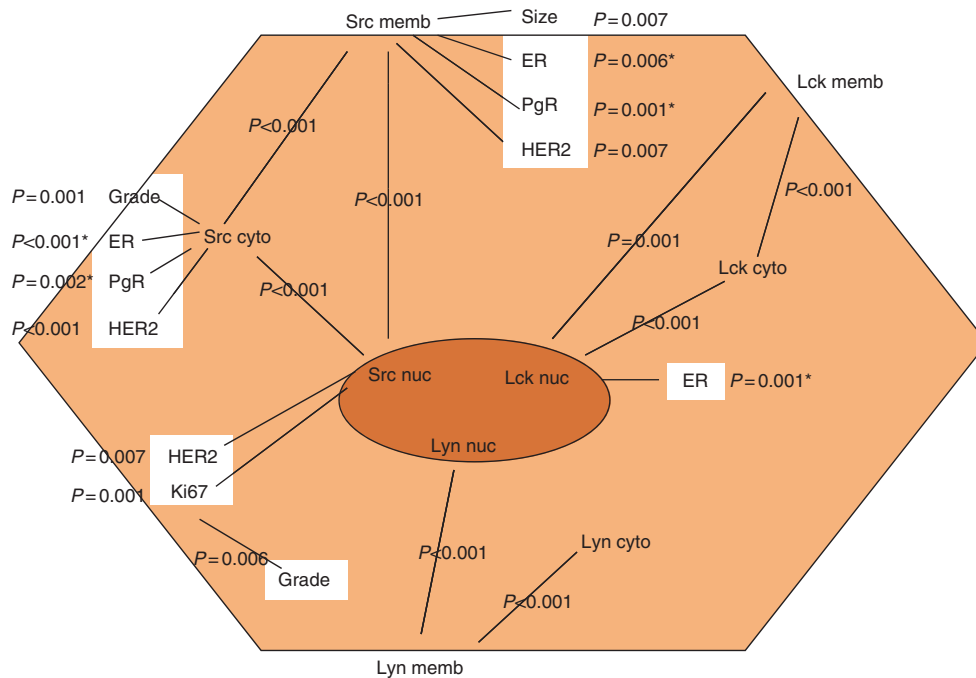 Src memb
Size P=0.007
ER P=0.006*
PgR P=0.001*
HER2 P=0.007
Lck memb
P<0.001
P=0.001 Grade
P<0.001
P<0.001
P<0.001* ER
Src cyto
P=0.001
Lck cyto
P=0.002* PgR
P<0.001
P<0.001 HER2
P<0.001
Src nuc
Lck nuc
ER P=0.001*
Lyn nuc
P=0.007 HER2
P=0.001 Ki67
Lyn cyto
P=0.006
P<0.001
Grade
P<0.001
Lyn memb